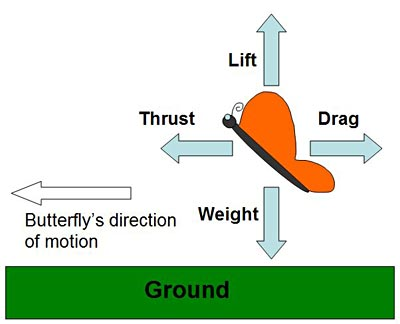 Lift
Thrust
Drag
Weight
Butterfly's direction
of motion
Ground